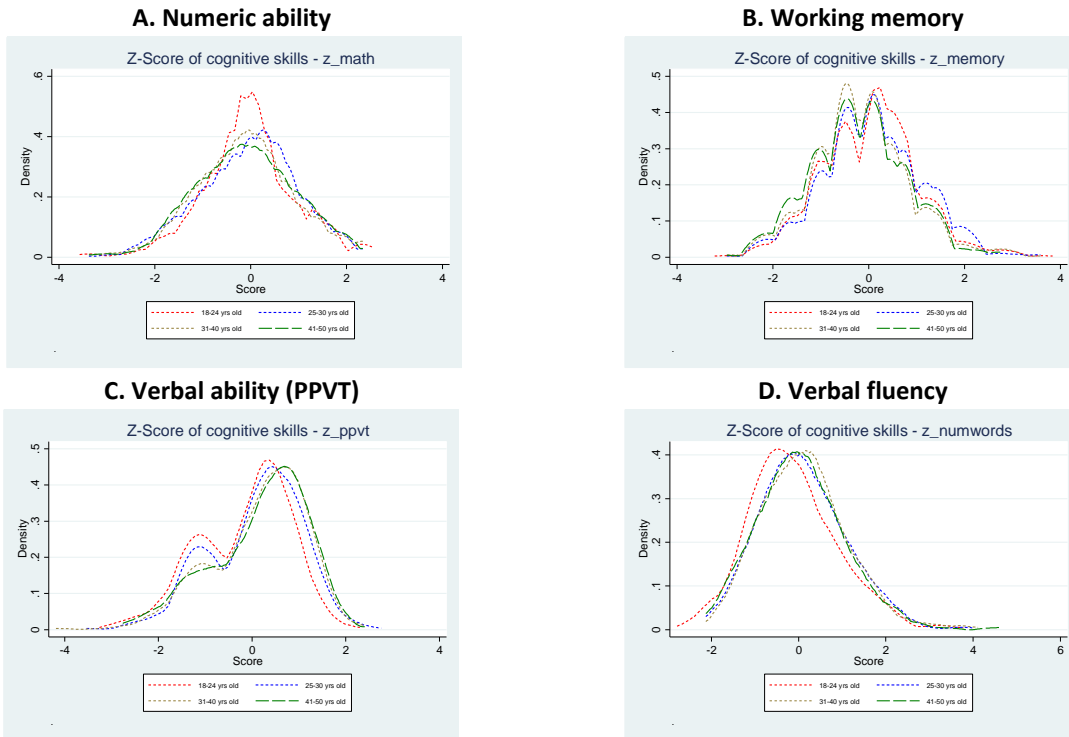 A. Numeric ability
B. Working memory
Z-Score of cognitive skills - z_math
.6
.4
.2
0
Density
-4 -2 0 2 4
Score
18-24 yrs old 25-30 yrs old
31-40 yrs old 41-50 yrs old
.
Z-Score of cognitive skills - z_memory
.5
.4
.3
.2
.1
0
Density
-4 -2 0 2 4
Score
18-24 yrs old 25-30 yrs old
31-40 yrs old 41-50 yrs old
.
C. Verbal ability (PPVT)
D. Verbal fluency
Z-Score of cognitive skills - z_ppvt
.5
.4
.3
.2
.1
0
Density
-4 -2 0 2 4
Score
18-24 yrs old 25-30 yrs old
31-40 yrs old 41-50 yrs old
.
Z-Score of cognitive skills - z_numwords
.4
.3
.2
.1
0
Density
-2 0 2 4 6
Score
18-24 yrs old 25-30 yrs old
31-40 yrs old 41-50 yrs old
.